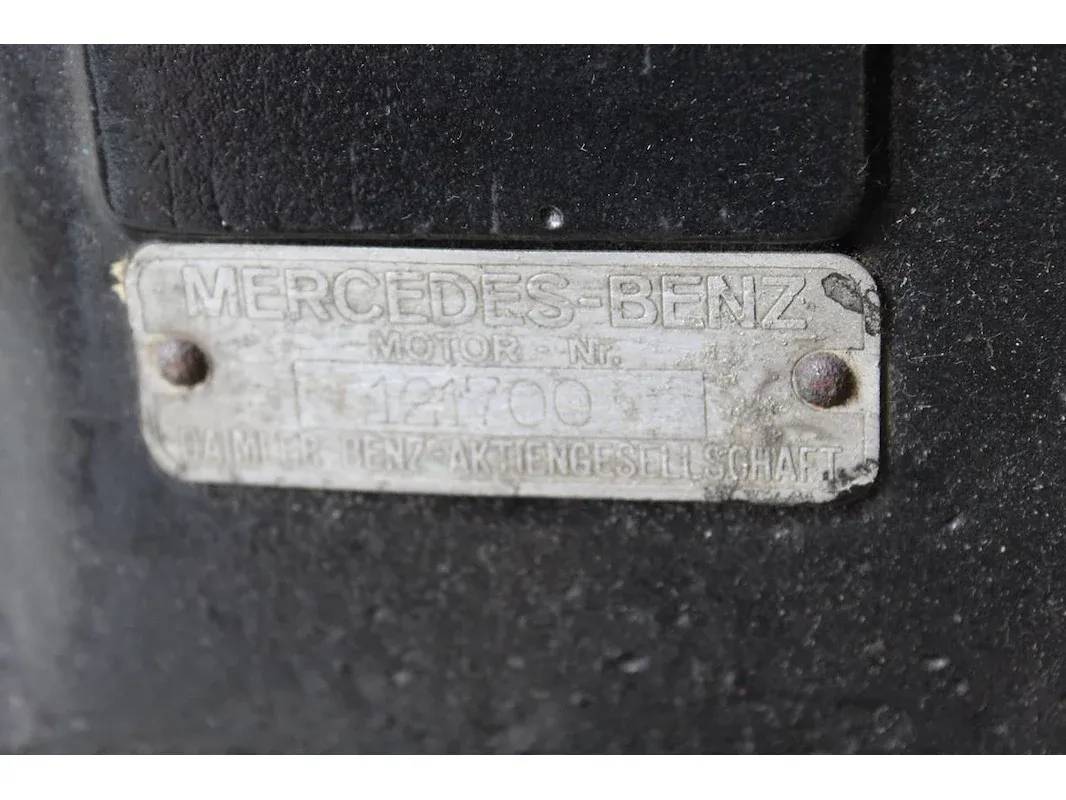 MERCEDES-BENZ
MOTOR - Nr.
121700
DAIMLER-BENZ-AKTIENGESELLSCHAFT